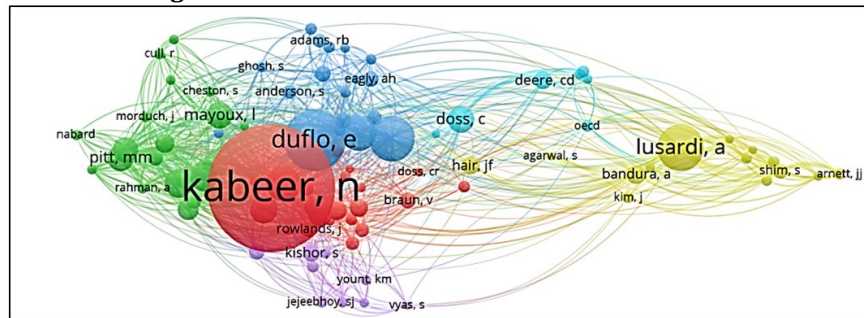 adams, rb
cull, r
ghosh, s
eagly, ah
cheston, s
anderson, s
deere, cd
morduch, j
mayoux, l
doss, c
oecd
nabard
duflo, e
lusardi, a
pitt, mm
agarwal, s
hair, jf
doss, cr
bandura, a
shim, s
arnett, jj
rahman, a
kabeer, n
braun, v
kim, j
rowlands, j
kishor, s
yount, km
jejeebhoy, sj
vyas, s